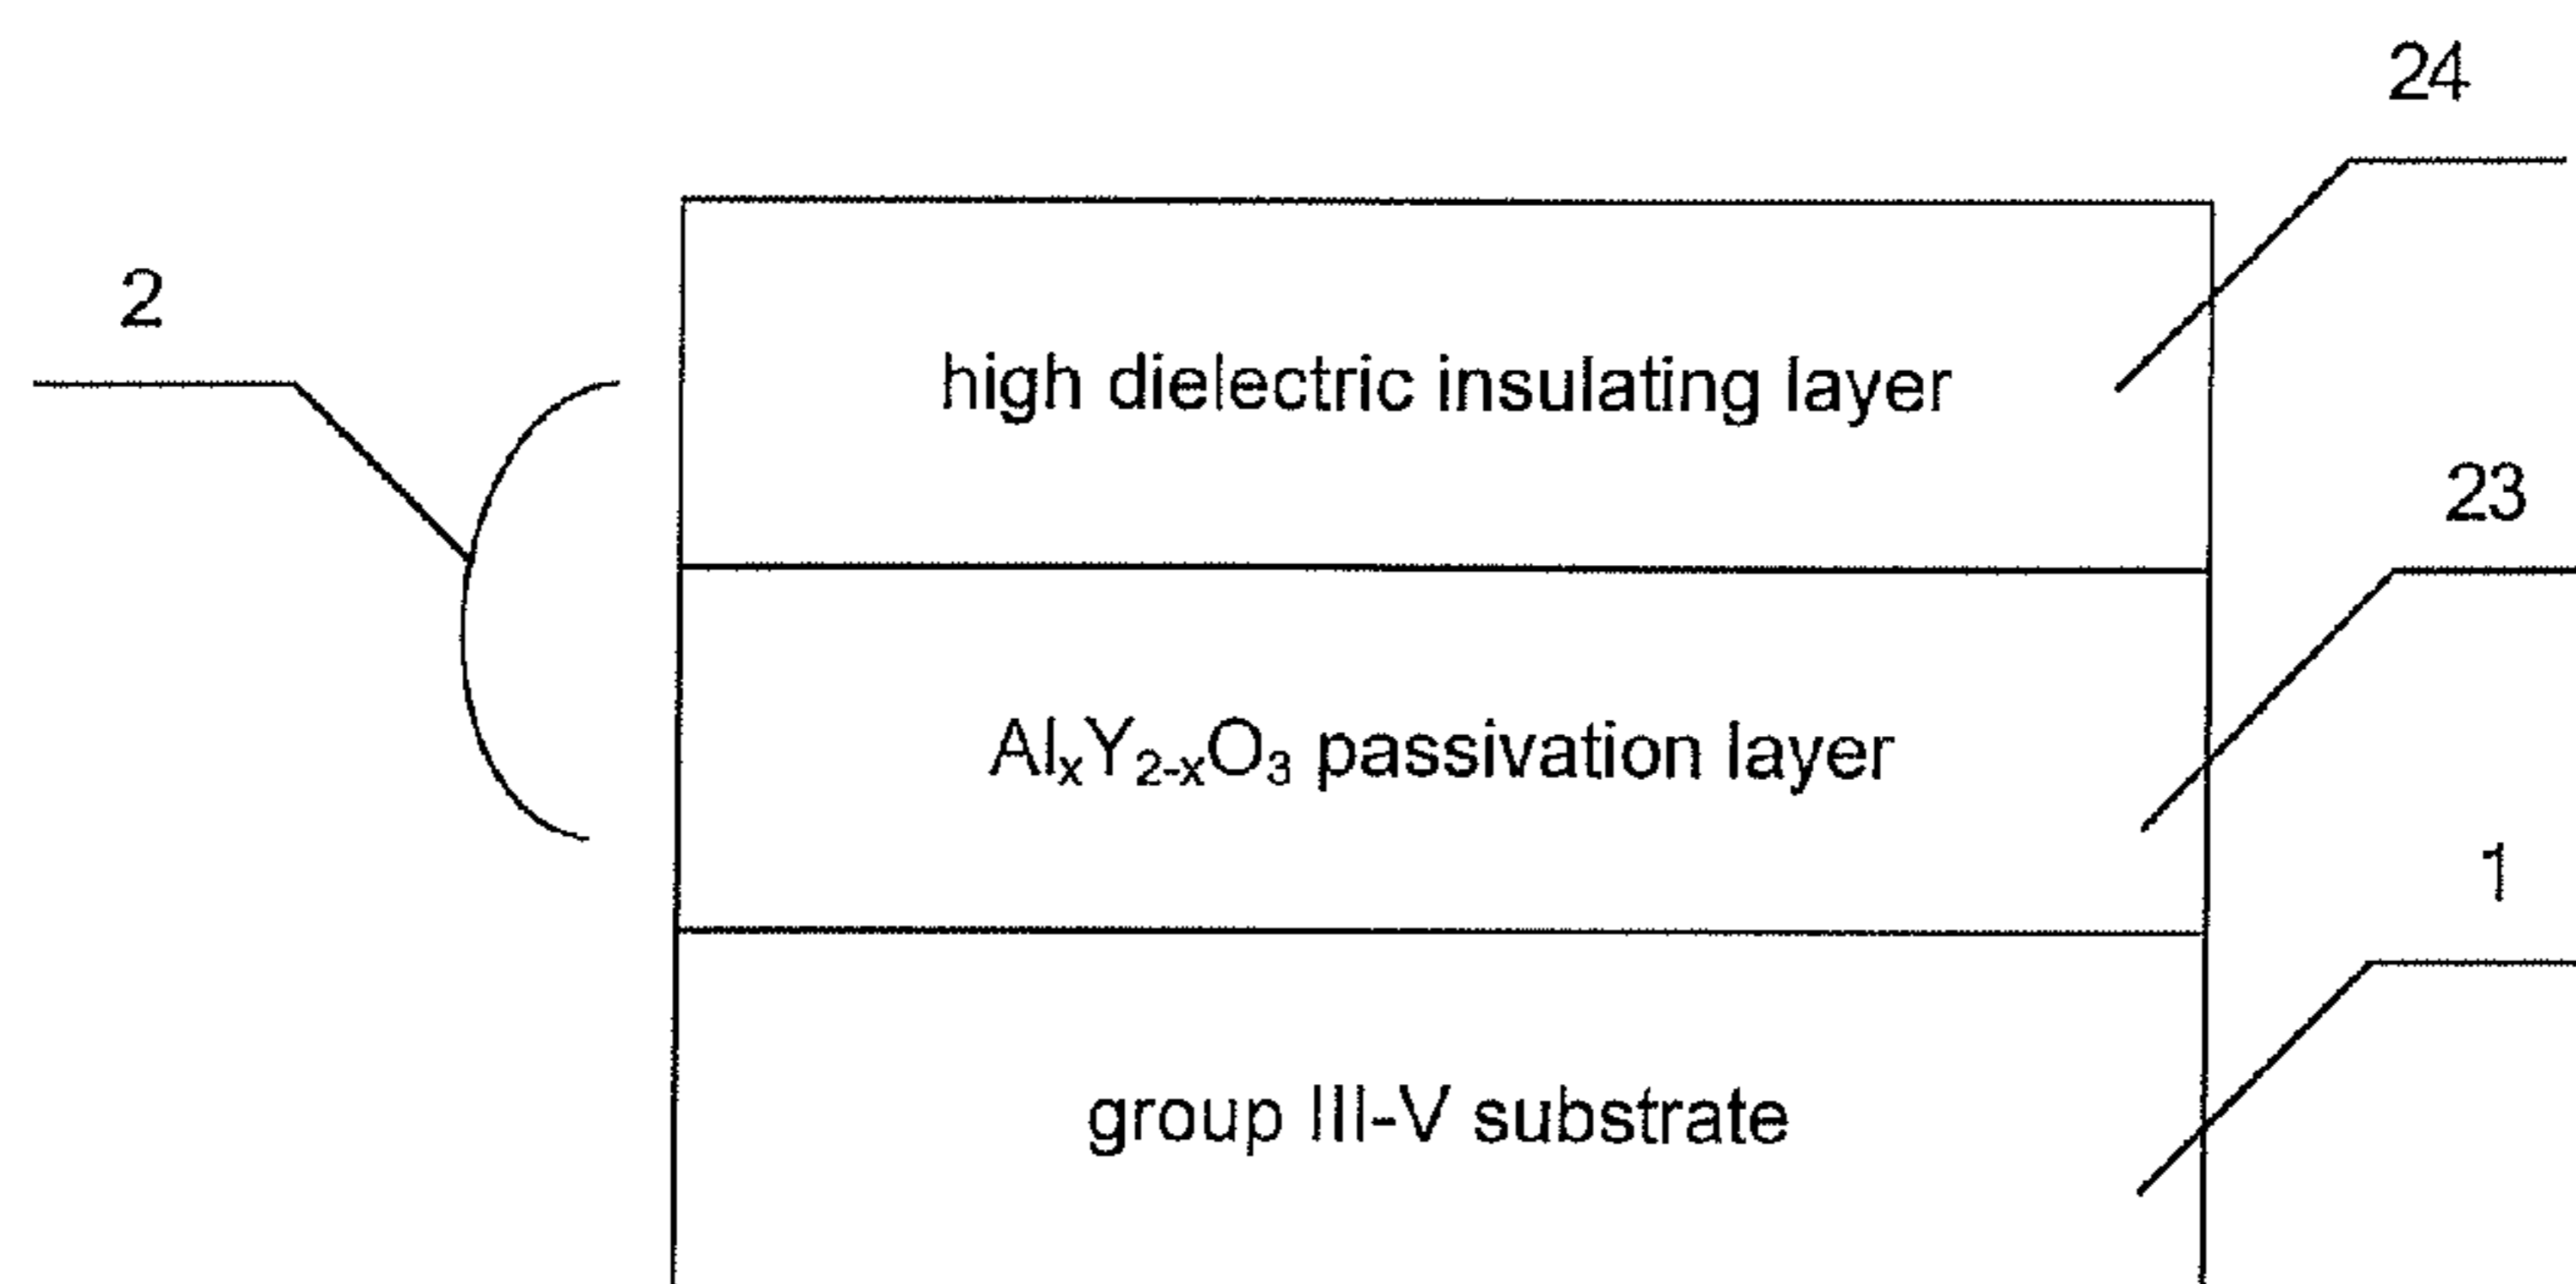 24
2
high dielectric insulating layer
23
AlₓY₂₋ₓO₃ passivation layer
1
group III-V substrate